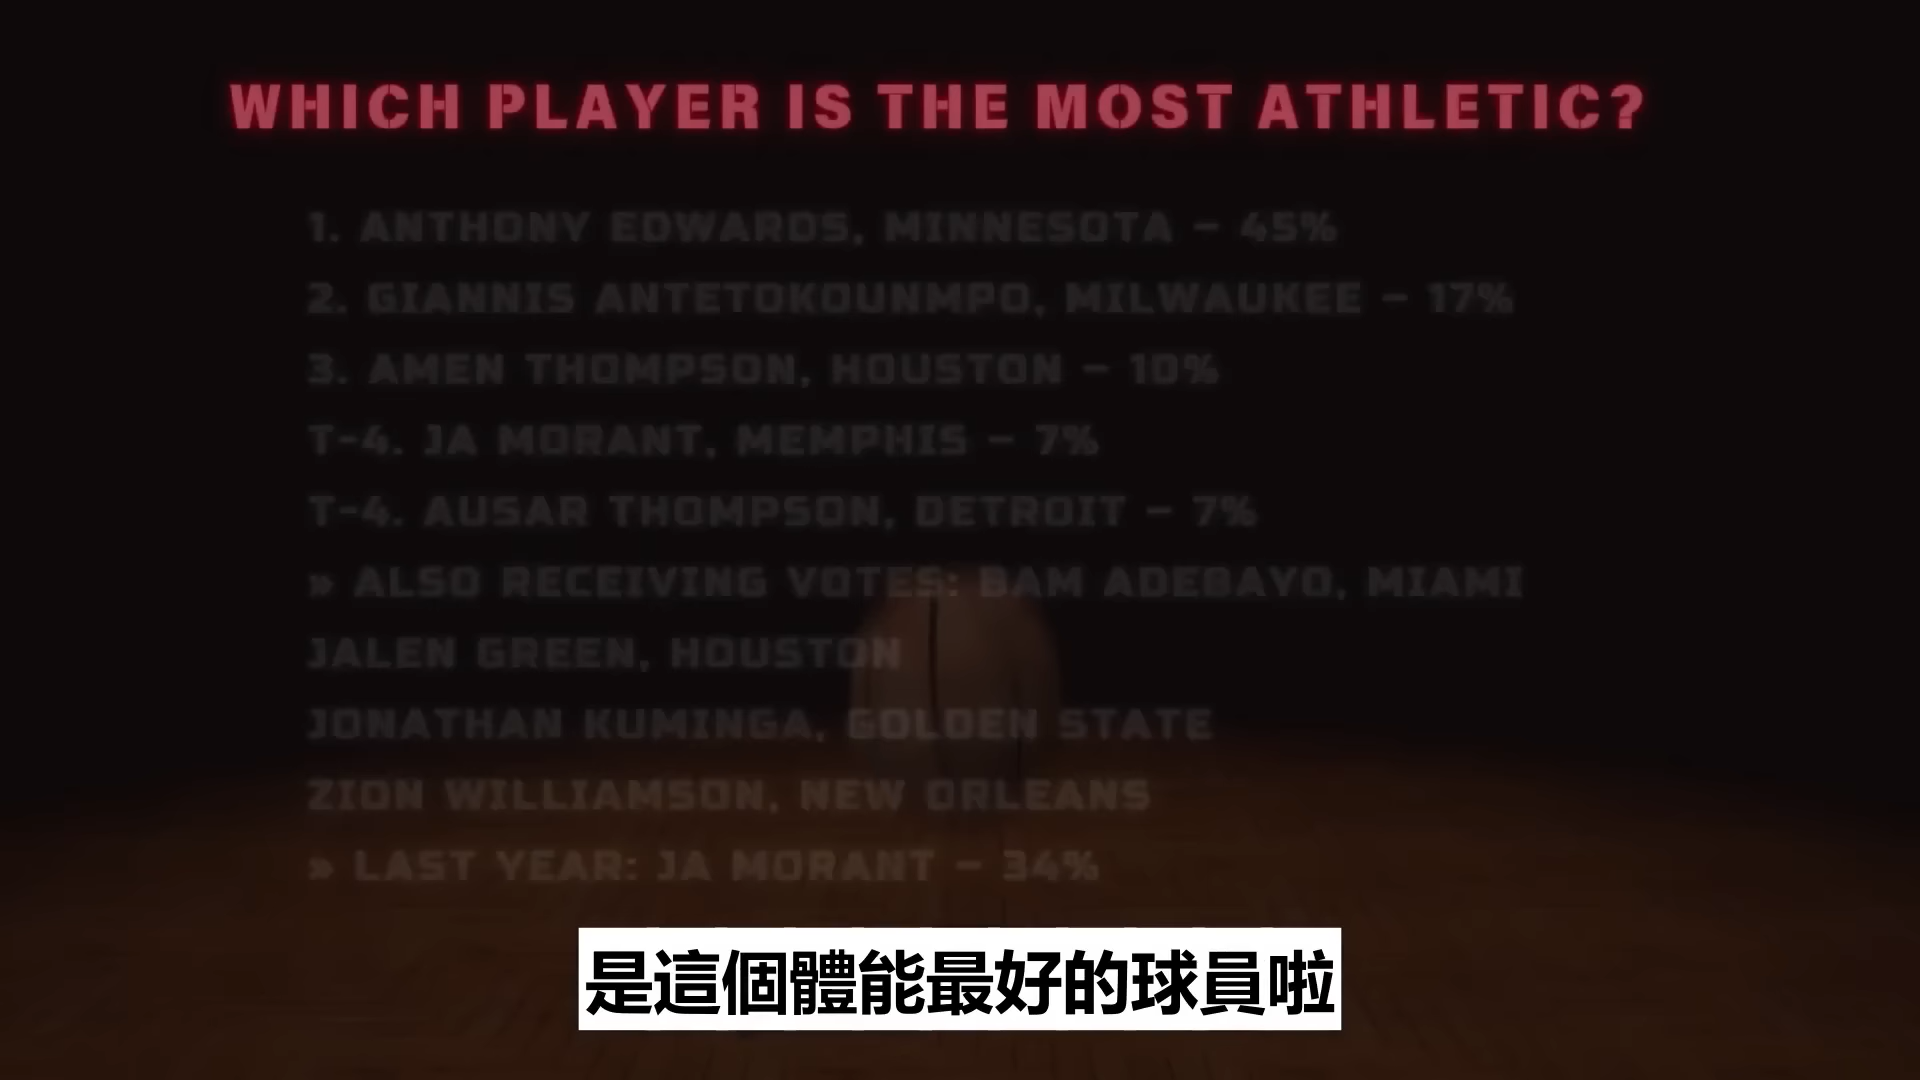 WHICH PLAYER IS THE MOST ATHLETIC?
1. ANTHONY EDWARDS, MINNESOTA – 45%
2. GIANNIS ANTETOKOUNMPO, MILWAUKEE – 17%
3. AMEN THOMPSON, HOUSTON – 10%
T-4. JA MORANT, MEMPHIS – 7%
T-4. AUSAR THOMPSON, DETROIT – 7%
» ALSO RECEIVING VOTES: BAM ADEBAYO, MIAMI
JALEN GREEN, HOUSTON
JONATHAN KUMINGA, GOLDEN STATE
ZION WILLIAMSON, NEW ORLEANS
» LAST YEAR: JA MORANT – 34%
是這個體能最好的球員啦